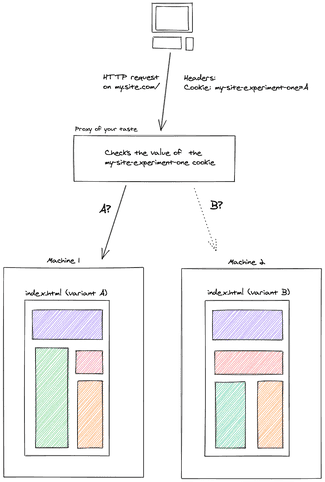 HTTP request
on my.site.com/
Headers:
Cookie: my-site-experiment-one=A
Proxy of your taste
Checks the value of the
my-site-experiment-one cookie
A?
B?
Machine 1
Machine 2
index.html (variant A)
index.html (variant B)